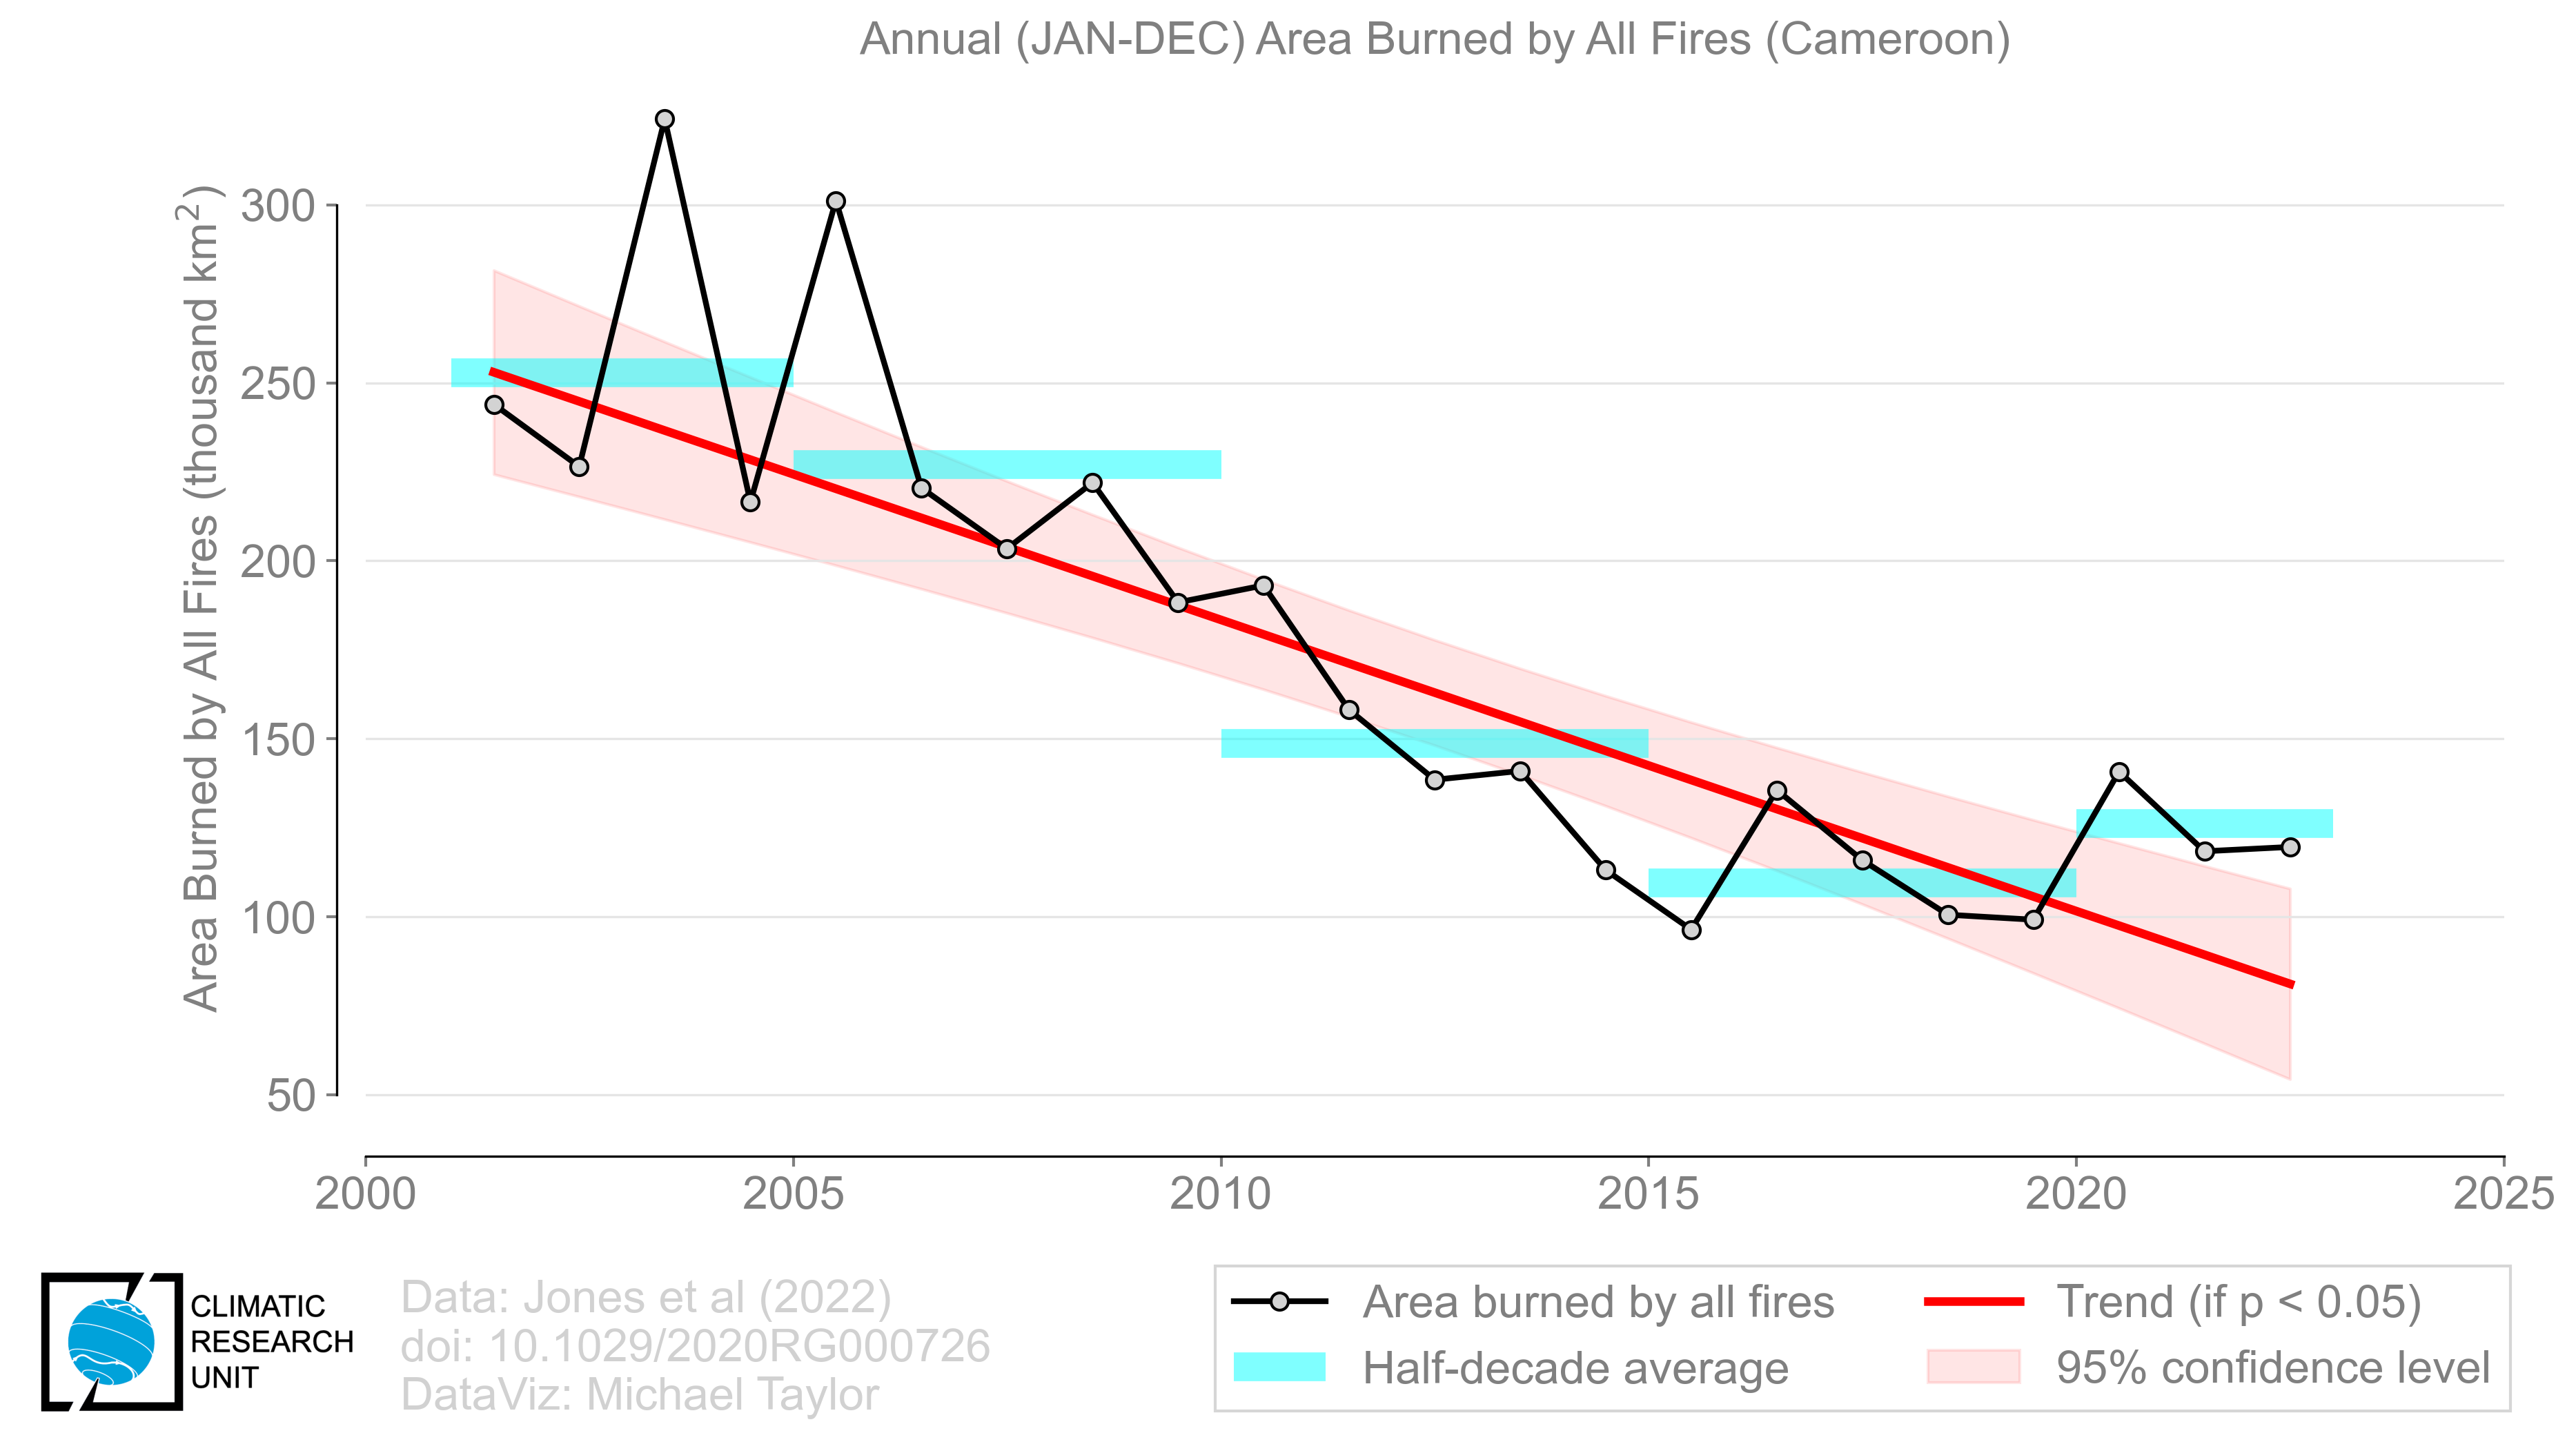 Annual (JAN-DEC) Area Burned by All Fires (Cameroon)
Area Burned by All Fires (thousand km²)
300
250
200
150
100
50
2000
2005
2010
2015
2020
2025
CLIMATIC
RESEARCH
UNIT
Data: Jones et al (2022)
doi: 10.1029/2020RG000726
DataViz: Michael Taylor
Area burned by all fires
Half-decade average
Trend (if p < 0.05)
95% confidence level